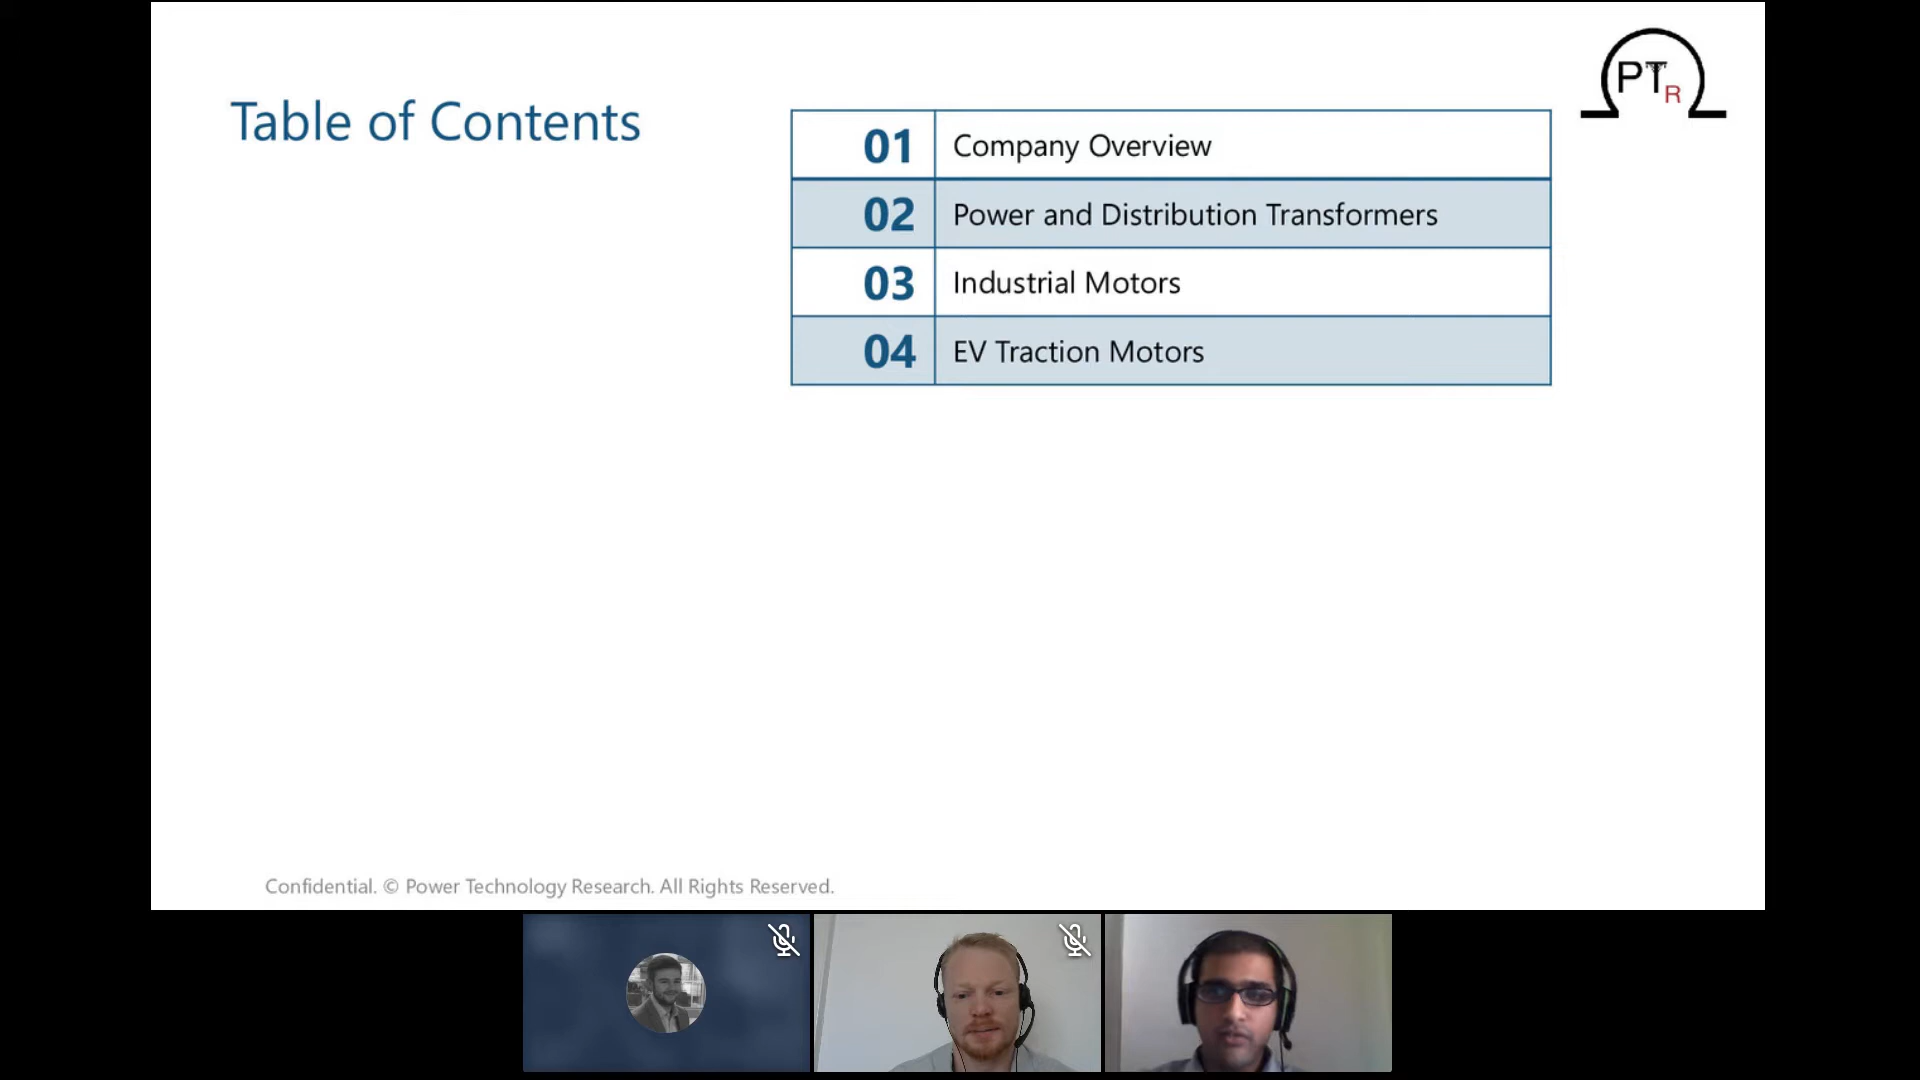 Table of Contents
PTR
01 Company Overview
02 Power and Distribution Transformers
03 Industrial Motors
04 EV Traction Motors
Confidential. © Power Technology Research. All Rights Reserved.